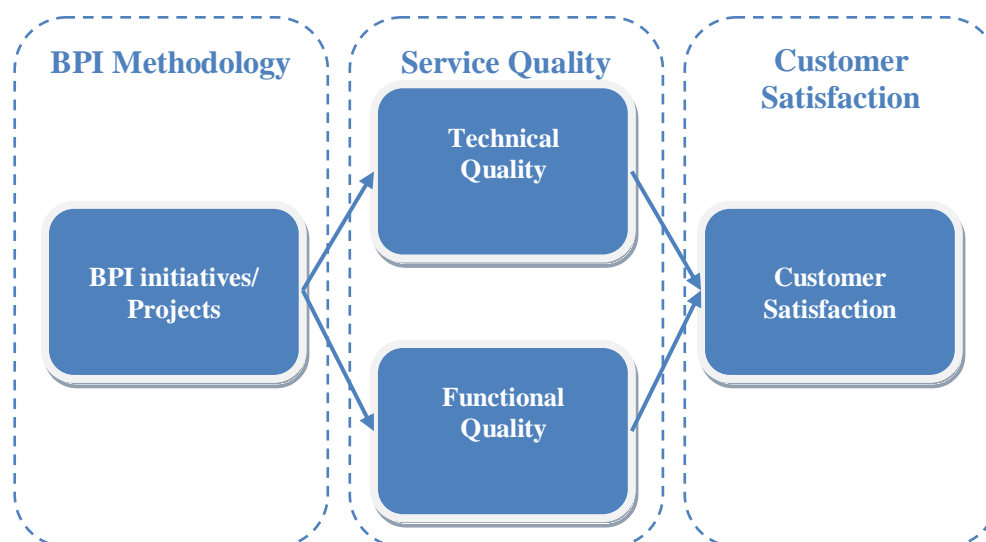 BPI Methodology
Service Quality
Customer
Satisfaction
BPI initiatives/
Projects
Technical
Quality
Functional
Quality
Customer
Satisfaction